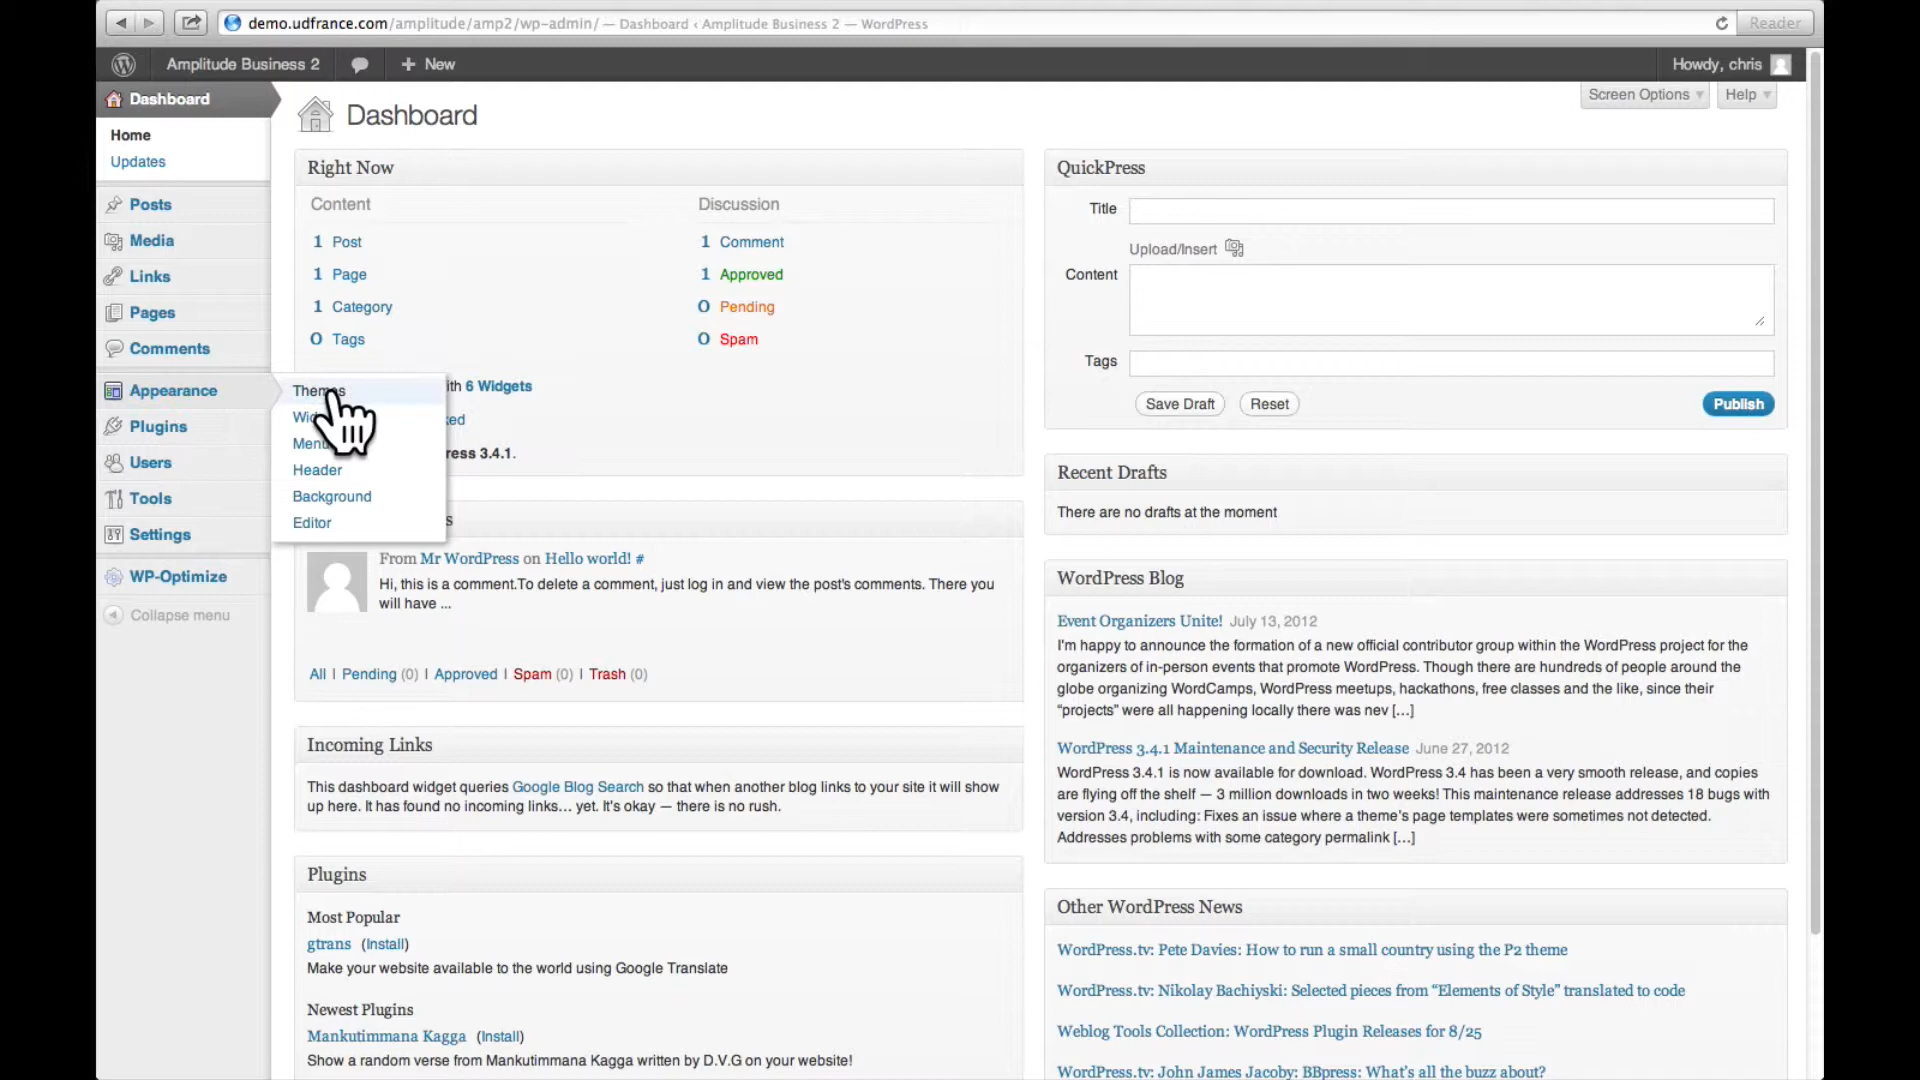 demo.udfrance.com/amplitude/amp2/wp-admin/ — Dashboard ‹ Amplitude Business 2 — WordPress
Reader
Amplitude Business 2
+ New
Howdy, chris
Dashboard
Home
Updates
Posts
Media
Links
Pages
Comments
Appearance
Plugins
Users
Tools
Settings
WP-Optimize
Collapse menu
Themes
Header
Background
Editor
Dashboard
Screen Options
Help
Right Now
Content
Discussion
1 Post
1 Comment
1 Page
1 Approved
1 Category
0 Pending
0 Tags
0 Spam
6 Widgets
3.4.1.
From Mr WordPress on Hello world! #
Hi, this is a comment.To delete a comment, just log in and view the post's comments. There you
will have ...
All | Pending (0) | Approved | Spam (0) | Trash (0)
Incoming Links
This dashboard widget queries Google Blog Search so that when another blog links to your site it will show
up here. It has found no incoming links… yet. It's okay — there is no rush.
Plugins
Most Popular
gtrans (Install)
Make your website available to the world using Google Translate
Newest Plugins
Mankutimmana Kagga (Install)
Show a random verse from Mankutimmana Kagga written by D.V.G on your website!
QuickPress
Title
Upload/Insert
Content
Tags
Save Draft
Reset
Publish
Recent Drafts
There are no drafts at the moment
WordPress Blog
Event Organizers Unite! July 13, 2012
I'm happy to announce the formation of a new official contributor group within the WordPress project for the
organizers of in-person events that promote WordPress. Though there are hundreds of people around the
globe organizing WordCamps, WordPress meetups, hackathons, free classes and the like, since their
“projects” were all happening locally there was nev […]
WordPress 3.4.1 Maintenance and Security Release June 27, 2012
WordPress 3.4.1 is now available for download. WordPress 3.4 has been a very smooth release, and copies
are flying off the shelf — 3 million downloads in two weeks! This maintenance release addresses 18 bugs with
version 3.4, including: Fixes an issue where a theme's page templates were sometimes not detected.
Addresses problems with some category permalink […]
Other WordPress News
WordPress.tv: Pete Davies: How to run a small country using the P2 theme
WordPress.tv: Nikolay Bachiyski: Selected pieces from “Elements of Style” translated to code
Weblog Tools Collection: WordPress Plugin Releases for 8/25
WordPress.tv: John James Jacoby: BBpress: What's all the buzz about?